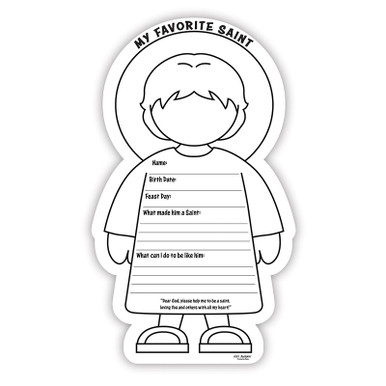 MY FAVORITE SAINT
Name:
Birth Date:
Feast Day:
What made him a Saint:
What can I do to be like him:
"Dear God, please help me to be a saint,
loving You and others with all my heart!"